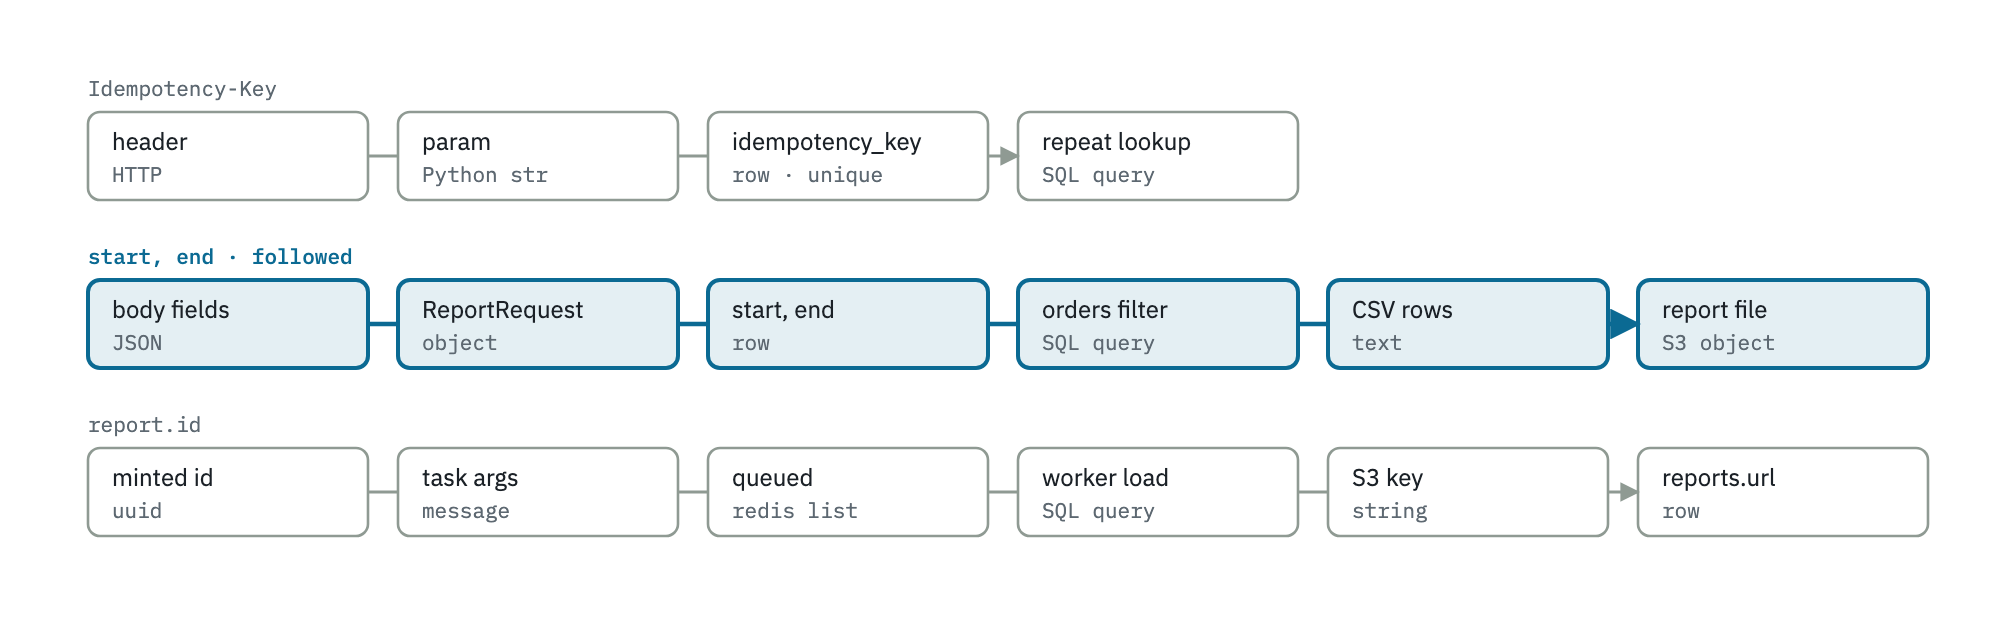 Idempotency-Key
header
HTTP
param
Python str
idempotency_key
row · unique
repeat lookup
SQL query
start, end · followed
body fields
JSON
ReportRequest
object
start, end
row
orders filter
SQL query
CSV rows
text
report file
S3 object
report.id
minted id
uuid
task args
message
queued
redis list
worker load
SQL query
S3 key
string
reports.url
row